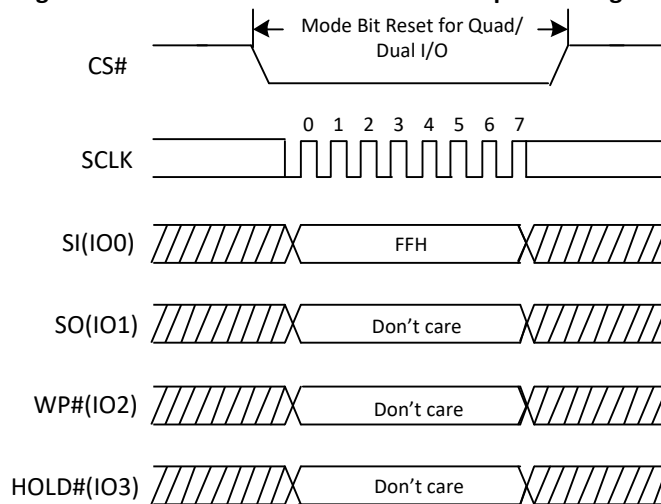 Mode Bit Reset for Quad/
Dual I/O
CS#
0 1 2 3 4 5 6 7
SCLK
SI(IO0) FFH
SO(IO1) Don't care
WP#(IO2) Don't care
HOLD#(IO3) Don't care